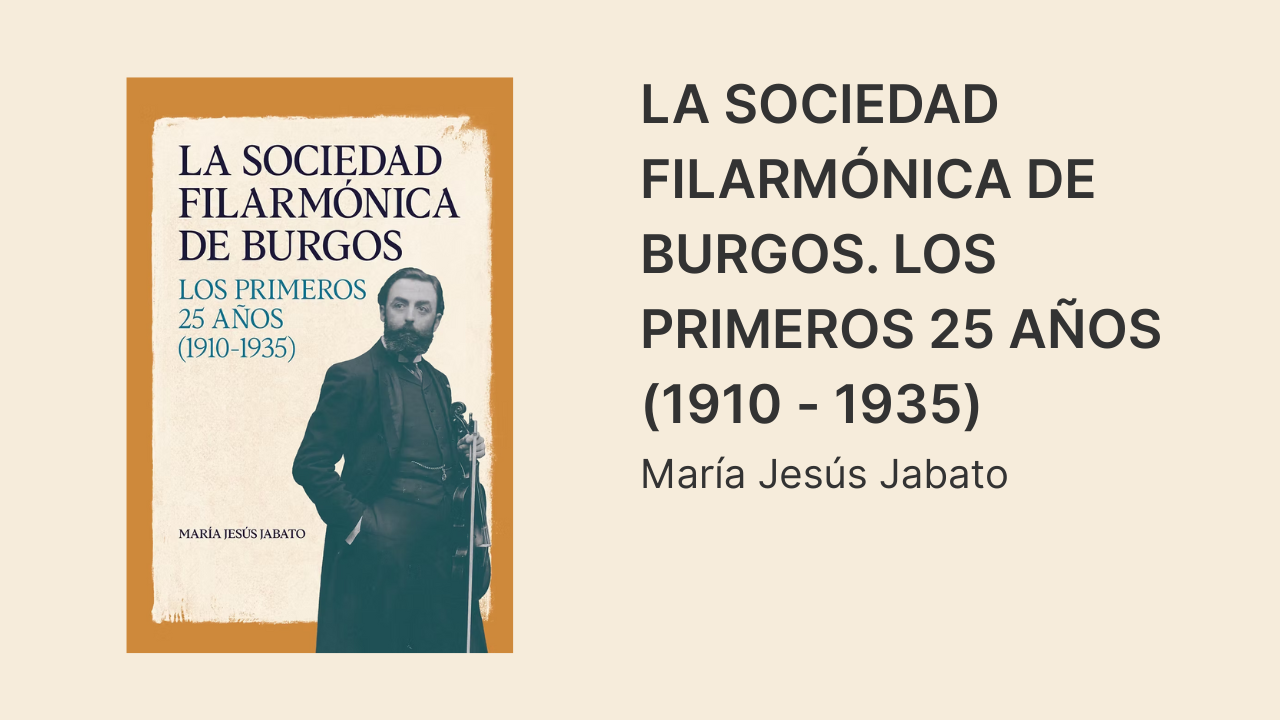 LA SOCIEDAD
FILARMÓNICA
DE BURGOS
LOS PRIMEROS
25 AÑOS
(1910-1935)
MARÍA JESÚS JABATO
LA SOCIEDAD
FILARMÓNICA DE
BURGOS. LOS
PRIMEROS 25 AÑOS
(1910 - 1935)
María Jesús Jabato